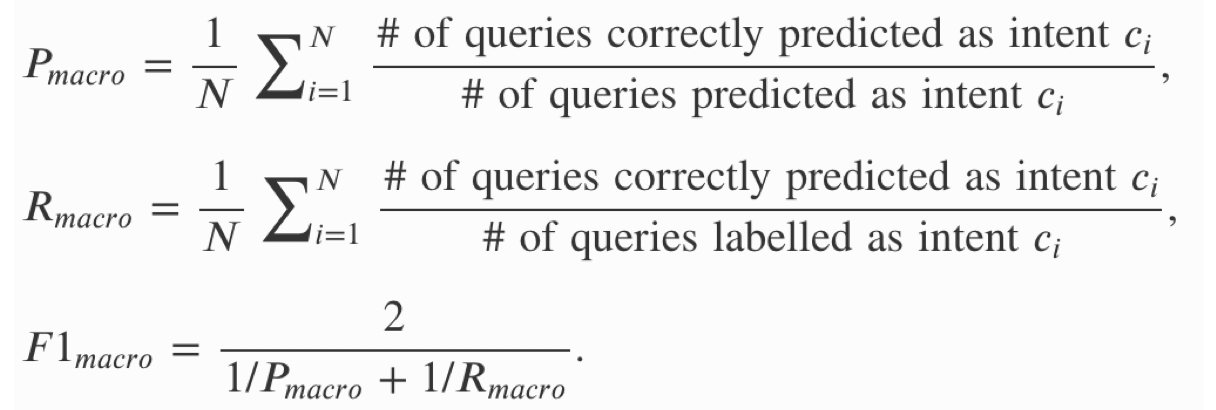 P_{macro} = \frac{1}{N} \sum_{i=1}^{N} \frac{\text{# of queries correctly predicted as intent } c_i}{\text{# of queries predicted as intent } c_i},
R_{macro} = \frac{1}{N} \sum_{i=1}^{N} \frac{\text{# of queries correctly predicted as intent } c_i}{\text{# of queries labelled as intent } c_i},
F1_{macro} = \frac{2}{1/P_{macro} + 1/R_{macro}}.